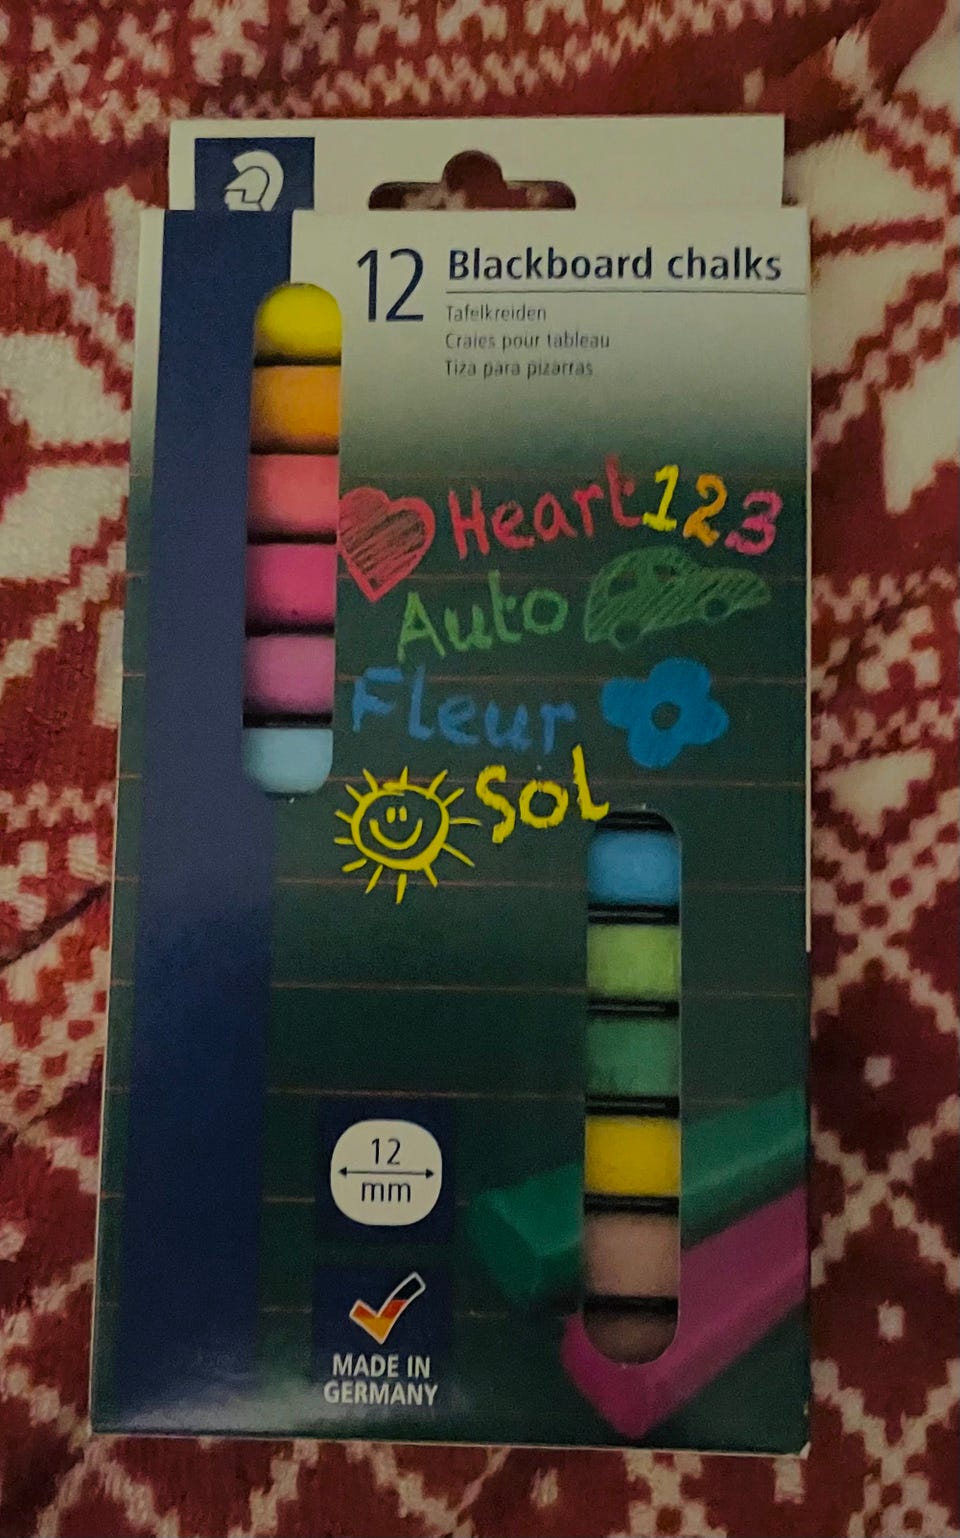 12 Blackboard chalks
Tafelkreiden
Craies pour tableau
Tiza para pizarras
Heart 123
Auto
Fleur
Sol
12
mm
MADE IN
GERMANY